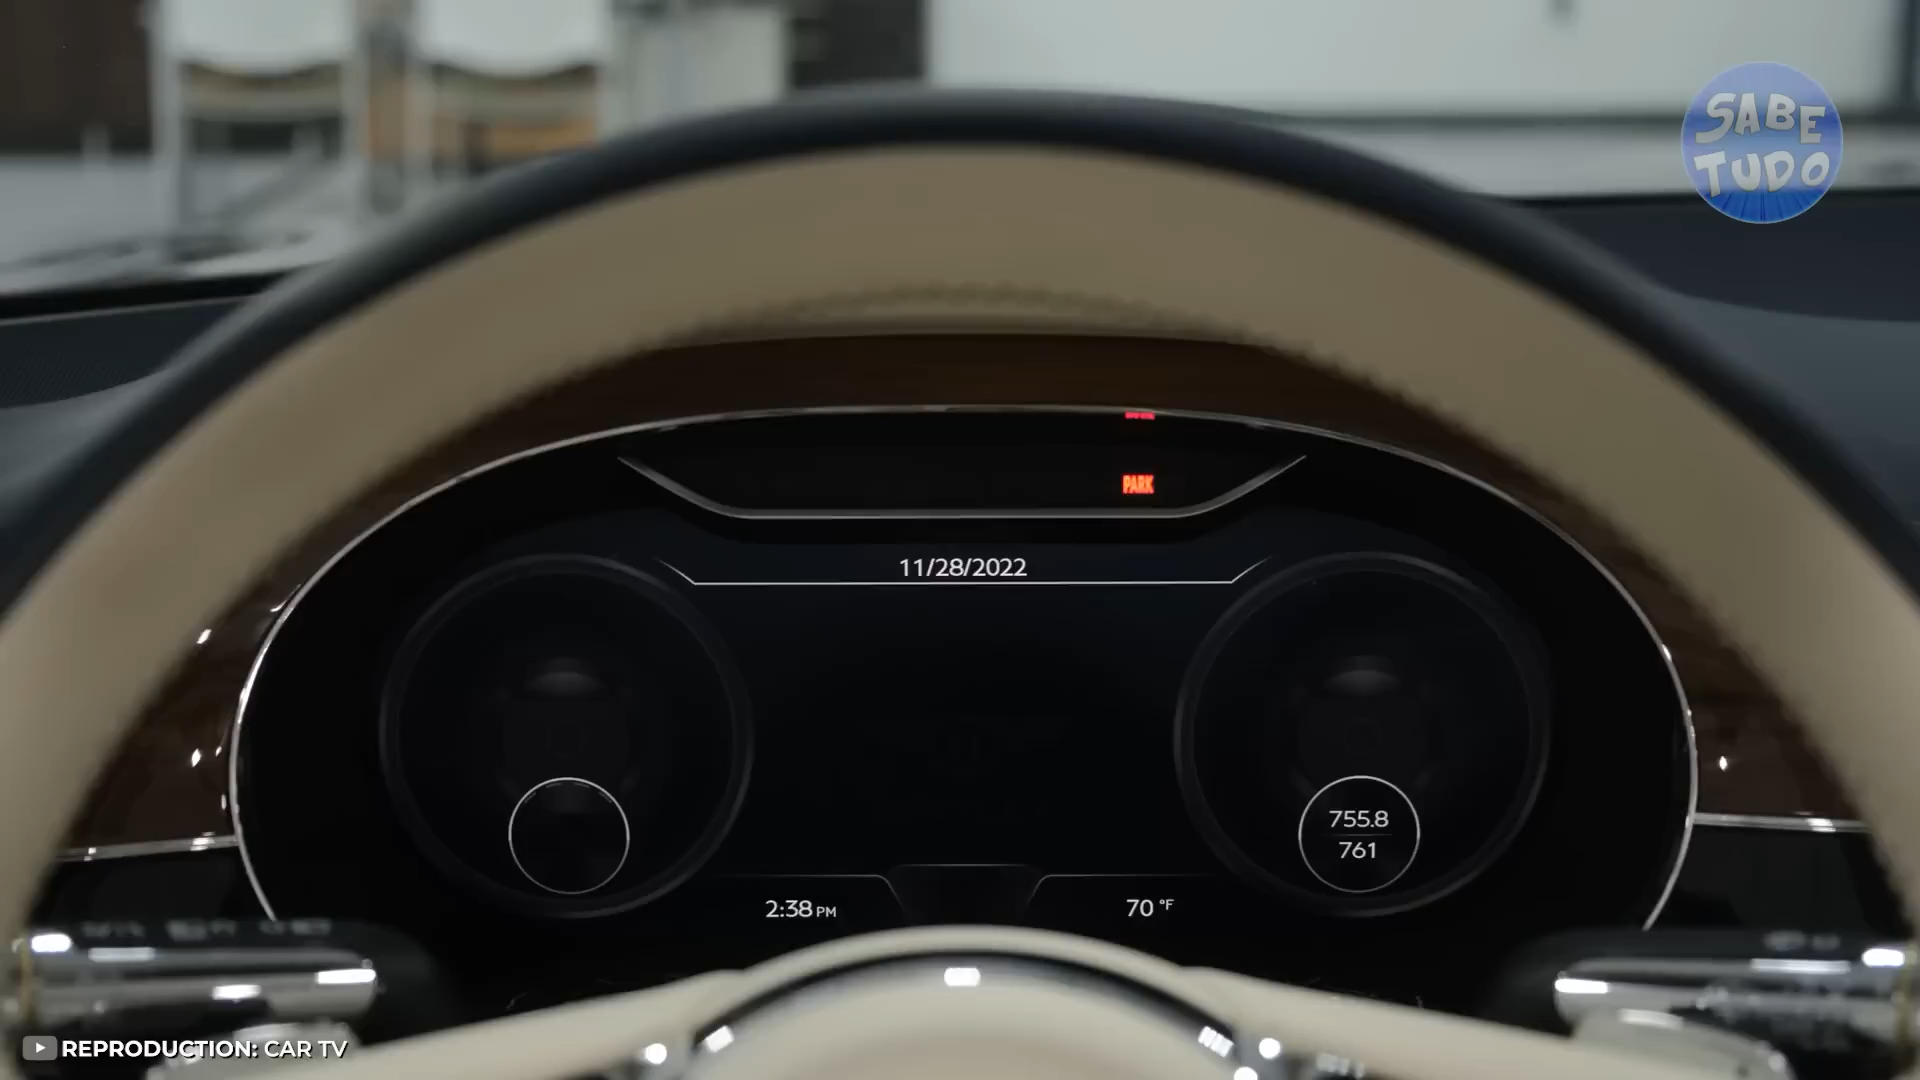 SABE
TUDO
PARK
11/28/2022
755.8
761
2:38 PM
70 °F
REPRODUCTION: CAR TV